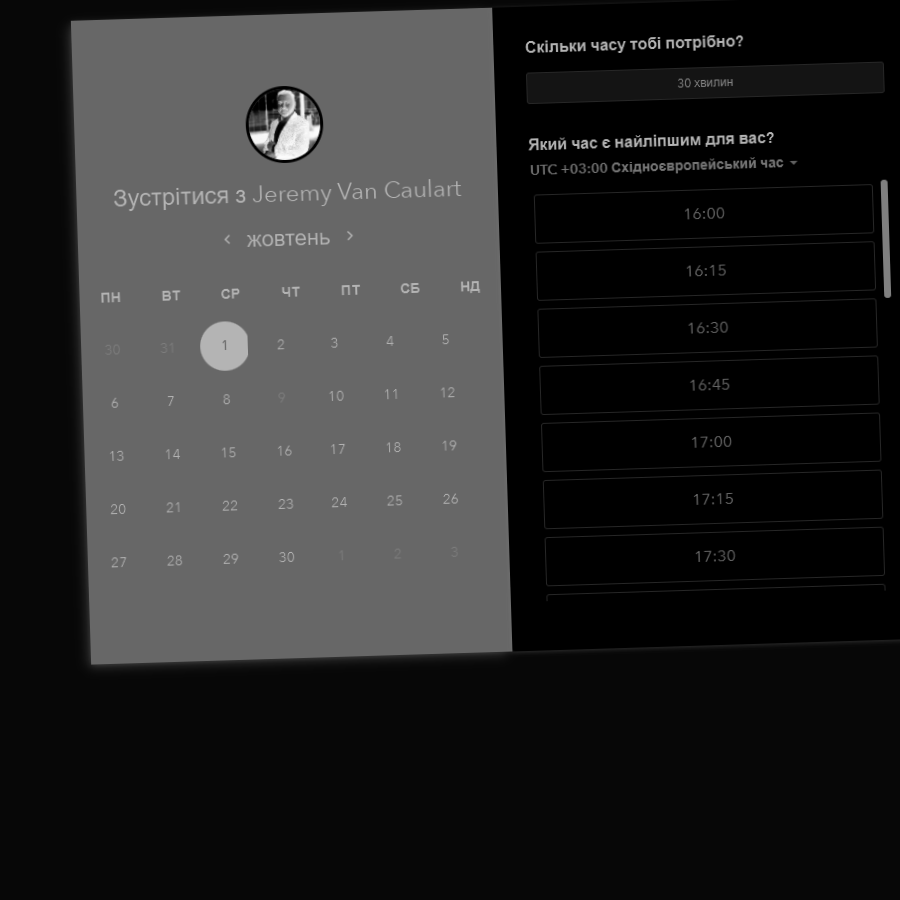 Зустрітися з Jeremy Van Caulart
жовтень
ПН ВТ СР ЧТ ПТ СБ НД
30 31 1 2 3 4 5
6 7 8 9 10 11 12
13 14 15 16 17 18 19
20 21 22 23 24 25 26
27 28 29 30 1 2 3
Скільки часу тобі потрібно?
30 хвилин
Який час є найліпшим для вас?
UTC +03:00 Східноєвропейський час
16:00
16:15
16:30
16:45
17:00
17:15
17:30